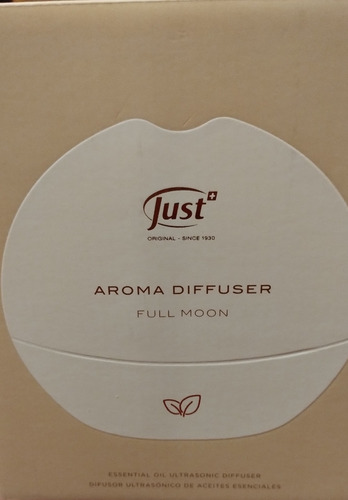 Just
ORIGINAL - SINCE 1930
AROMA DIFFUSER
FULL MOON
ESSENTIAL OIL ULTRASONIC DIFFUSER
DIFUSOR ULTRASÓNICO DE ACEITES ESENCIALES